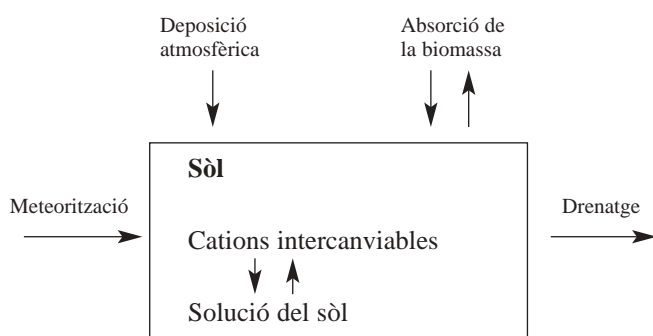 Deposició
atmosfèrica
Absorció de
la biomassa
Sòl
Meteorització
Drenatge
Cations intercanviables
Solució del sòl